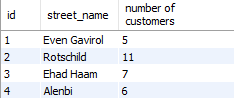 id street_name number of
customers
1 Even Gavirol 5
2 Rotschild 11
3 Ehad Haam 7
4 Alenbi 6